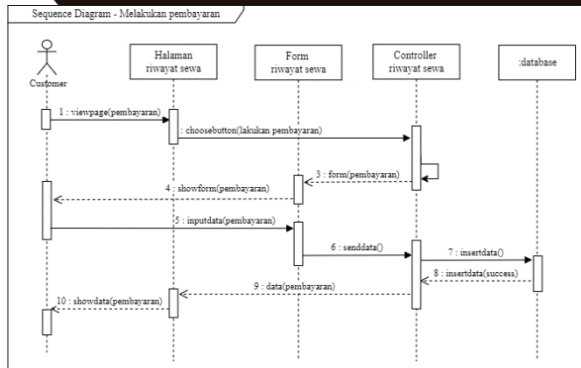 Sequence Diagram - Melakukan pembayaran
Customer
Halaman
riwayat sewa
Form
riwayat sewa
Controller
riwayat sewa
:database
1 : viewpage(pembayaran)
: choosebutton(lakukan pembayaran)
3 : form(pembayaran)
4 : showform(pembayaran)
5 : inputdata(pembayaran)
6 : senddata()
7 : insertdata()
8 : insertdata(success)
9 : data(pembayaran)
10 : showdata(pembayaran)